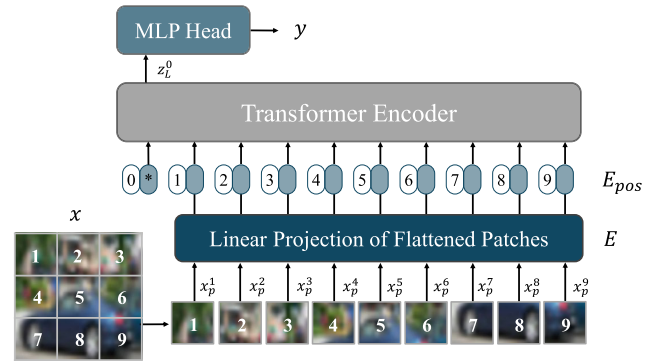 MLP Head
y
z_L^0
Transformer Encoder
0 * 1 2 3 4 5 6 7 8 9 E_pos
x
Linear Projection of Flattened Patches E
1 2 3
4 5 6
7 8 9
x_p^1 x_p^2 x_p^3 x_p^4 x_p^5 x_p^6 x_p^7 x_p^8 x_p^9
1 2 3 4 5 6 7 8 9